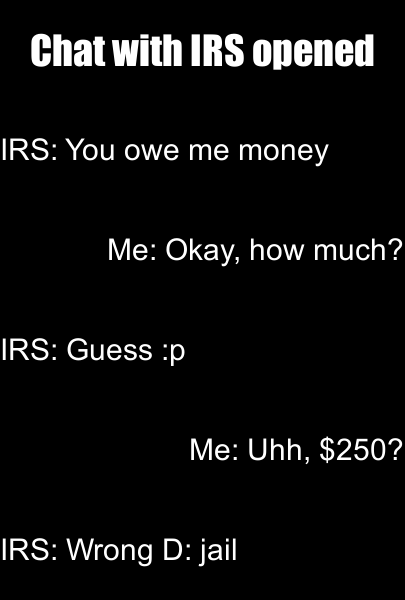 Chat with IRS opened
IRS: You owe me money
Me: Okay, how much?
IRS: Guess :p
Me: Uhh, $250?
IRS: Wrong D: jail